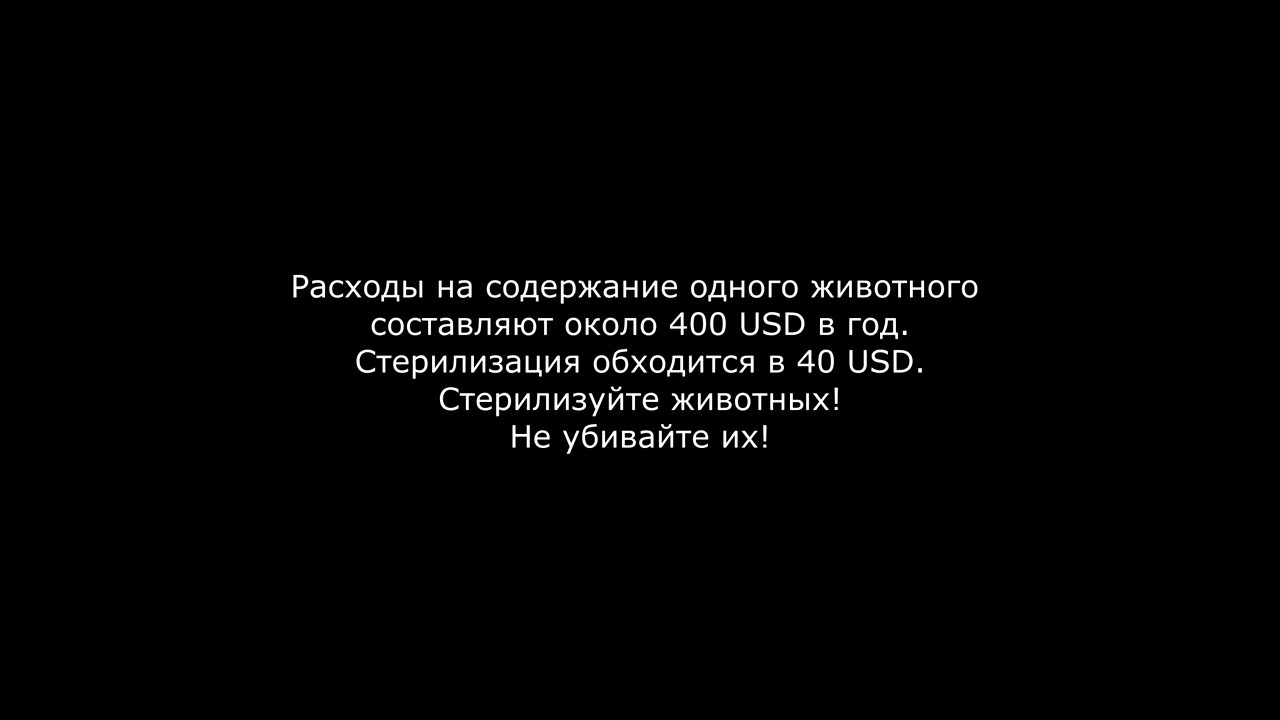 Расходы на содержание одного животного
составляют около 400 USD в год.
Стерилизация обходится в 40 USD.
Стерилизуйте животных!
Не убивайте их!